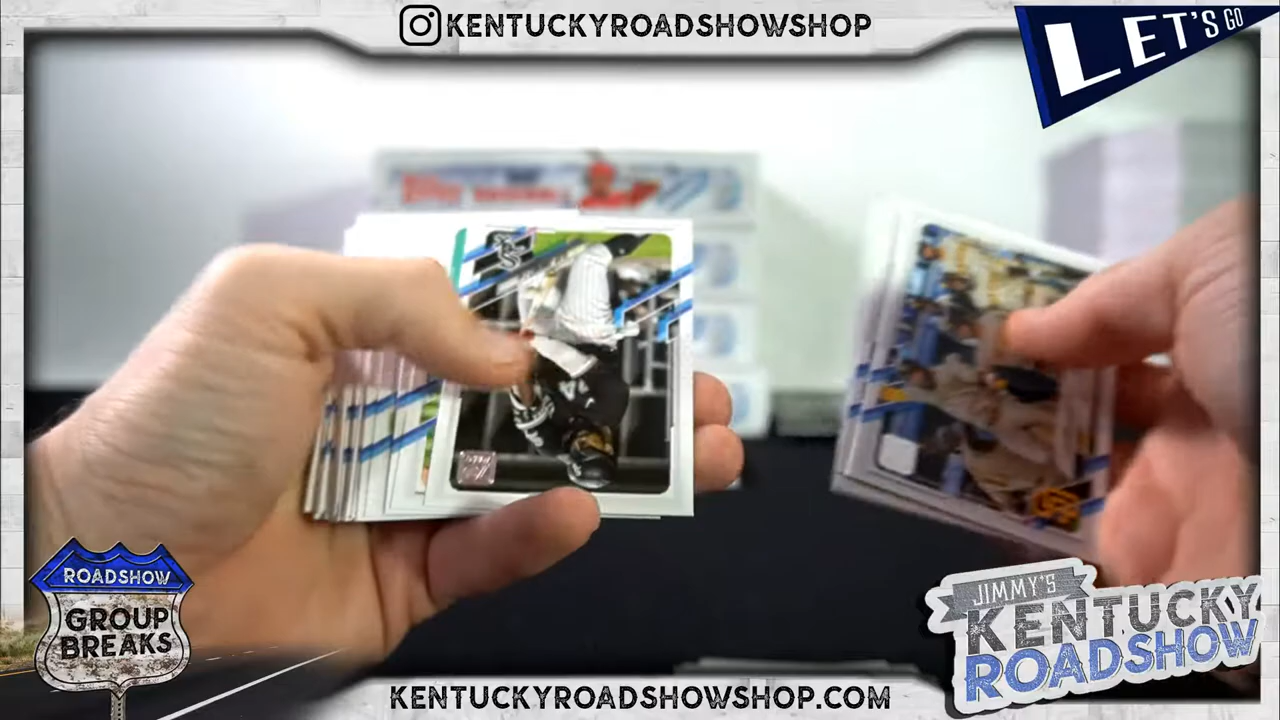 KENTUCKYROADSHOWSHOP
LET'S GO
ROADSHOW
GROUP
BREAKS
JIMMY'S
KENTUCKY
ROADSHOW
KENTUCKYROADSHOWSHOP.COM